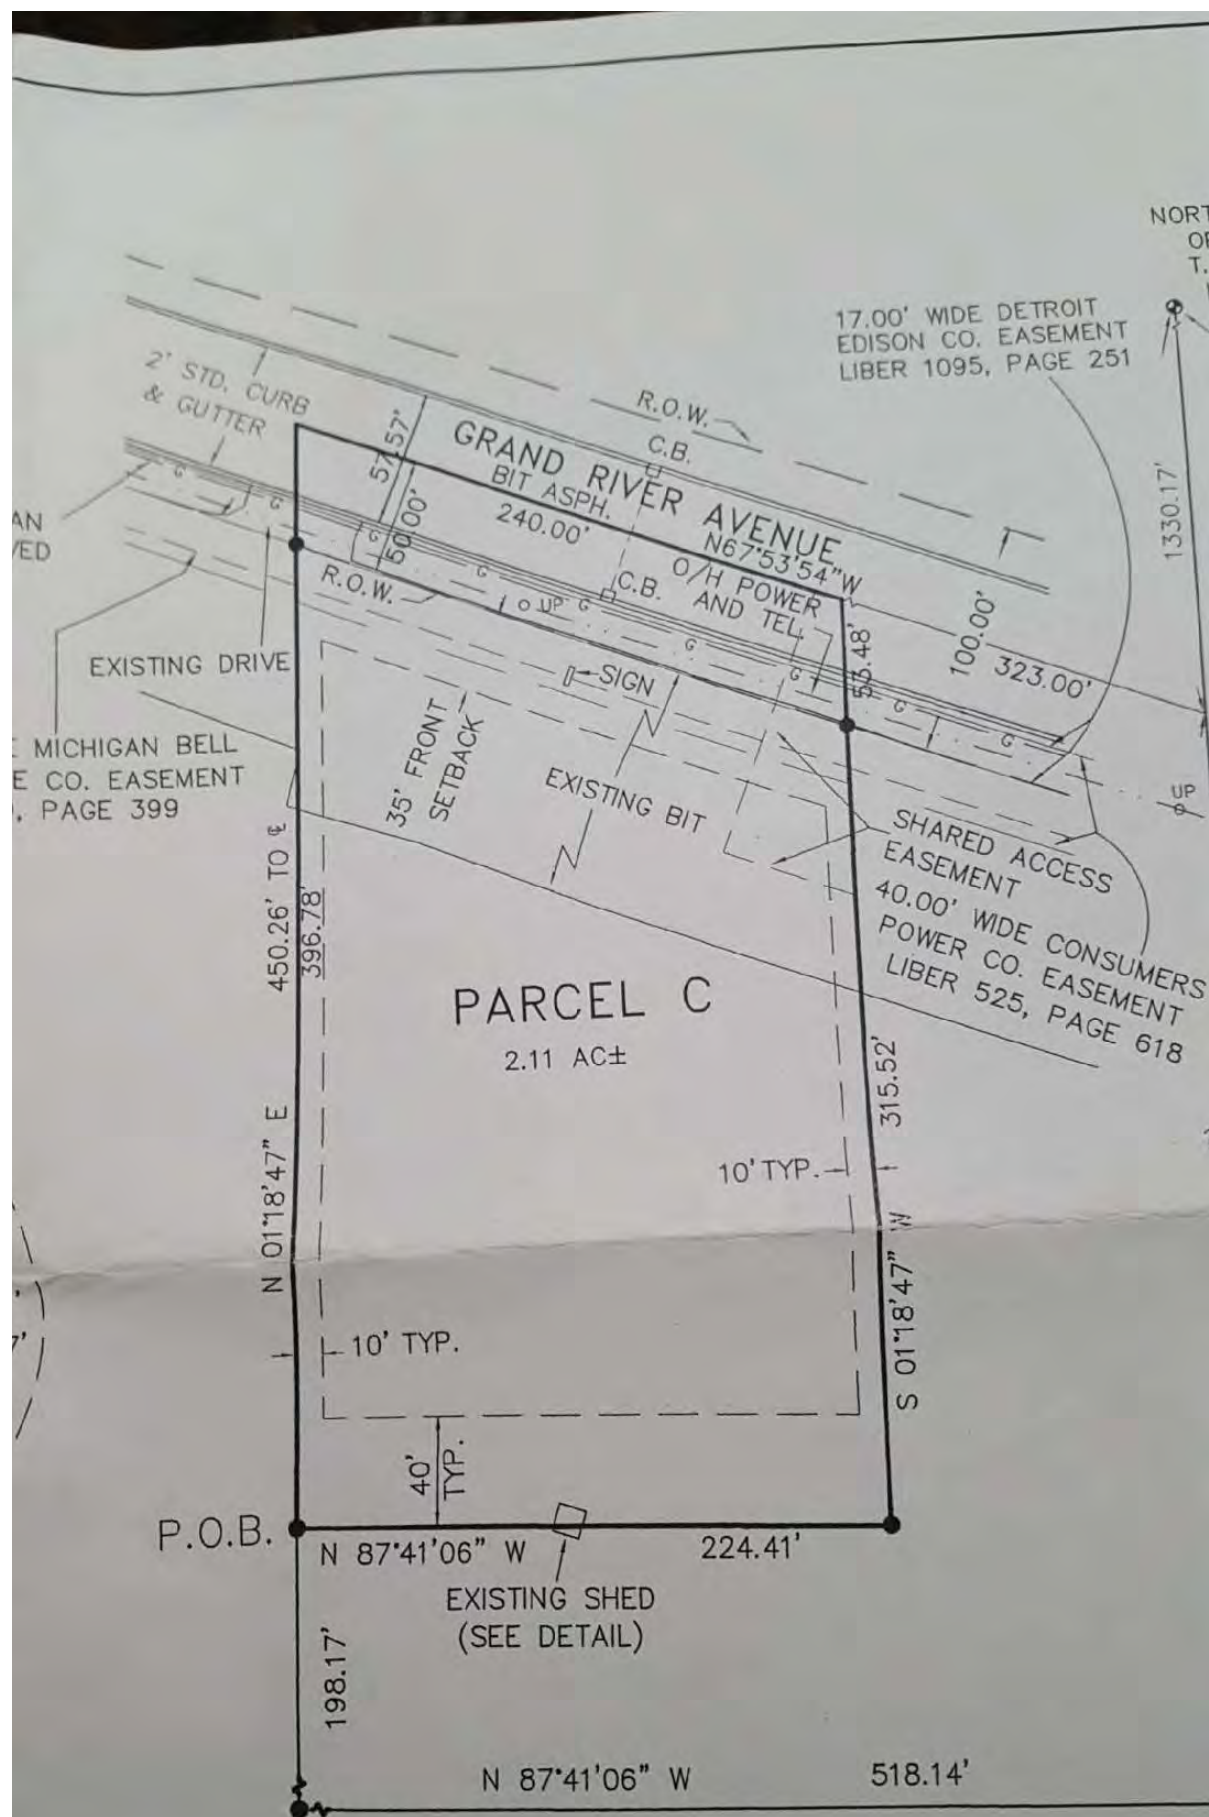 NORT
OF
T.
17.00' WIDE DETROIT
EDISON CO. EASEMENT
LIBER 1095, PAGE 251
1330.17'
2' STD. CURB
& GUTTER
R.O.W.
C.B.
57.57'
50.00'
GRAND RIVER AVENUE
BIT ASPH.
240.00'
N67°53'54"W
O/H POWER
AND TEL.
C.B.
R.O.W.
UP
G
G
G
G
G
G
G
G
G
53.48'
100.00'
323.00'
AN
VED
EXISTING DRIVE
SIGN
MICHIGAN BELL
E CO. EASEMENT
, PAGE 399
35' FRONT
SETBACK
EXISTING BIT
UP
SHARED ACCESS
EASEMENT
40.00' WIDE CONSUMERS
POWER CO. EASEMENT
LIBER 525, PAGE 618
450.26' TO ℄
396.78'
PARCEL C
2.11 AC±
315.52'
N 01°18'47" E
10' TYP.
S 01°18'47" W
7'
10' TYP.
40'
TYP.
P.O.B.
N 87°41'06" W
224.41'
EXISTING SHED
(SEE DETAIL)
198.17'
N 87°41'06" W
518.14'